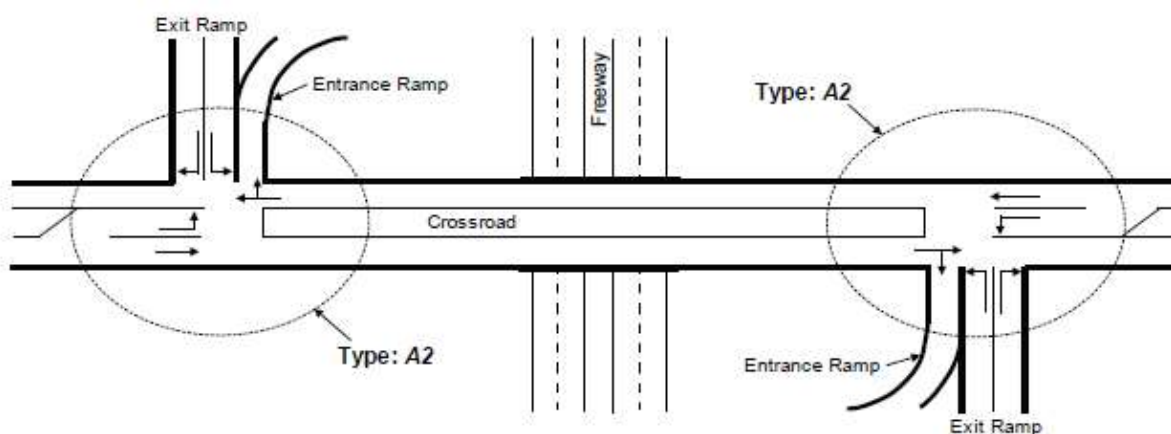 Exit Ramp
Entrance Ramp
Freeway
Type: A2
Crossroad
Type: A2
Entrance Ramp
Exit Ramp